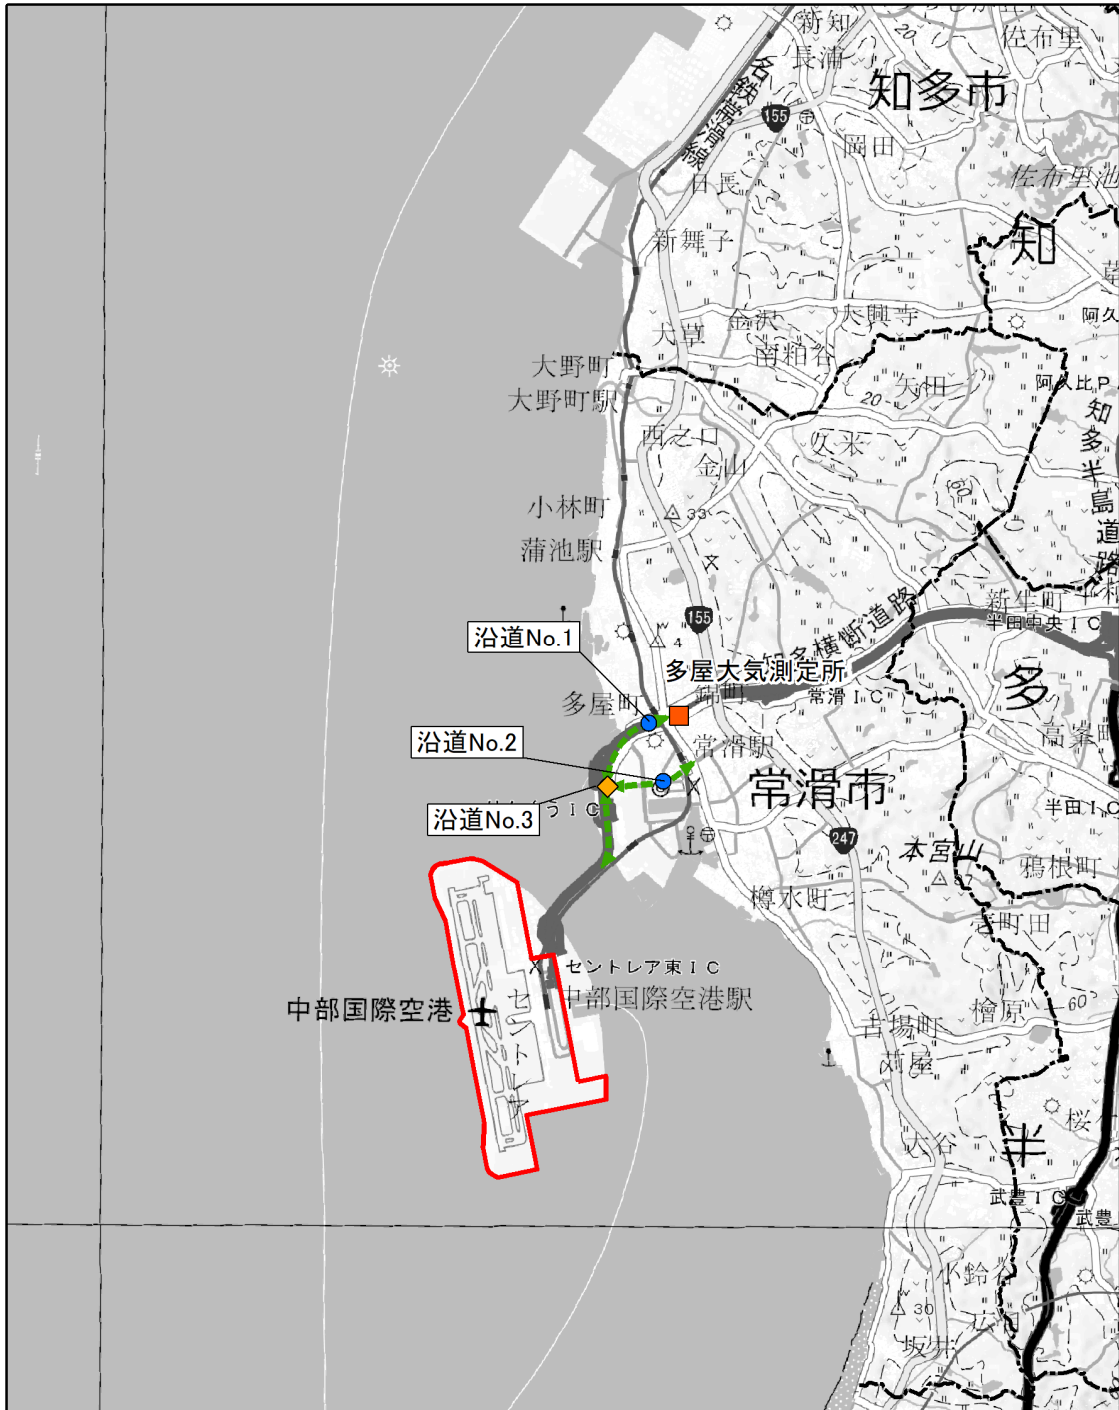 新知
佐布里
長浦
名鉄常滑線
知多市
155
岡田
日長
佐布里池
新舞子
知
金沢
大興寺
大草
南粕谷
大野町
矢田
阿久比P
20
大野町駅
20
西之口
久米
金山
知多半島道路
60
小林町
33
蒲池駅
新生町
155
半田中央IC
沿道No.1
4
知多横断道路
多屋大気測定所
多
多屋町
錦町
常滑IC
沿道No.2
常滑駅
高峯町
常滑市
半田IC
沿道No.3
247
本宮山
鴉根町
樽水町
セントレア東IC
中部国際空港駅
中部国際空港
セントレア
檜原
60
古場町
苅屋
大谷
半
武豊IC
武豊
小鈴谷
30
広目
坂井